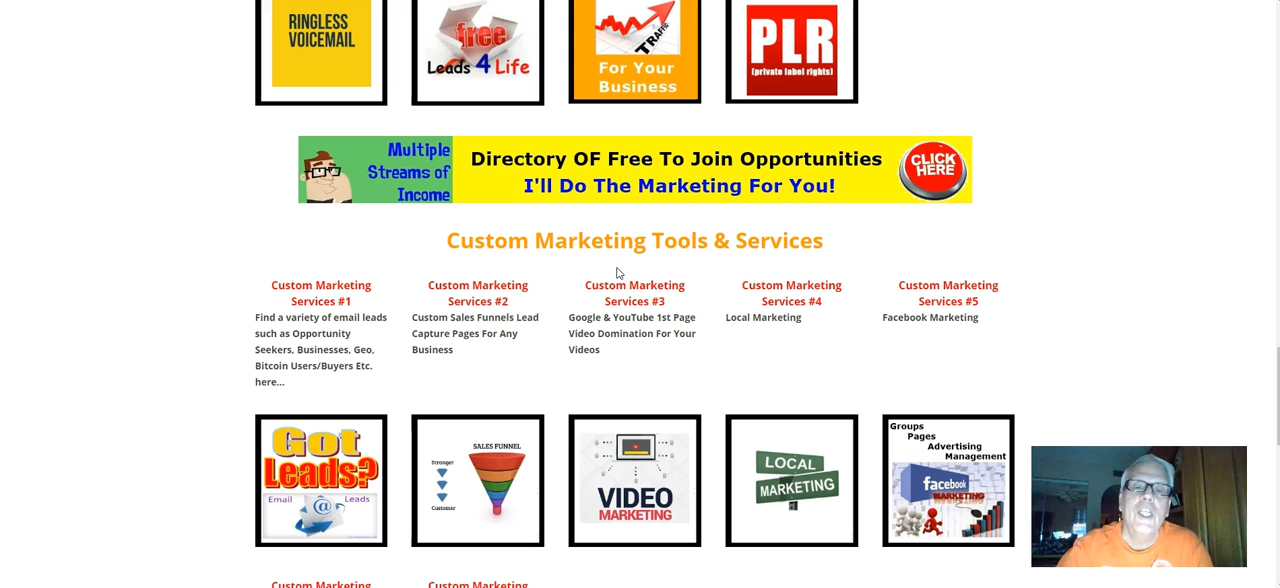 RINGLESS
VOICEMAIL
free
Leads 4 Life
TRAFFIC
For Your
Business
PLR
(private label rights)
Multiple
Streams of
Income
Directory OF Free To Join Opportunities
I'll Do The Marketing For You!
CLICK
HERE
Custom Marketing Tools & Services
Custom Marketing
Services #1
Find a variety of email leads
such as Opportunity
Seekers, Businesses, Geo,
Bitcoin Users/Buyers Etc.
here...
Custom Marketing
Services #2
Custom Sales Funnels Lead
Capture Pages For Any
Business
Custom Marketing
Services #3
Google & YouTube 1st Page
Video Domination For Your
Videos
Custom Marketing
Services #4
Local Marketing
Custom Marketing
Services #5
Facebook Marketing
Got
Leads?
Email Leads
SALES FUNNEL
Stronger
Customer
VIDEO
MARKETING
LOCAL
MARKETING
Groups
Pages
Advertising
Management
facebook
MARKETING
Custom Marketing
Custom Marketing